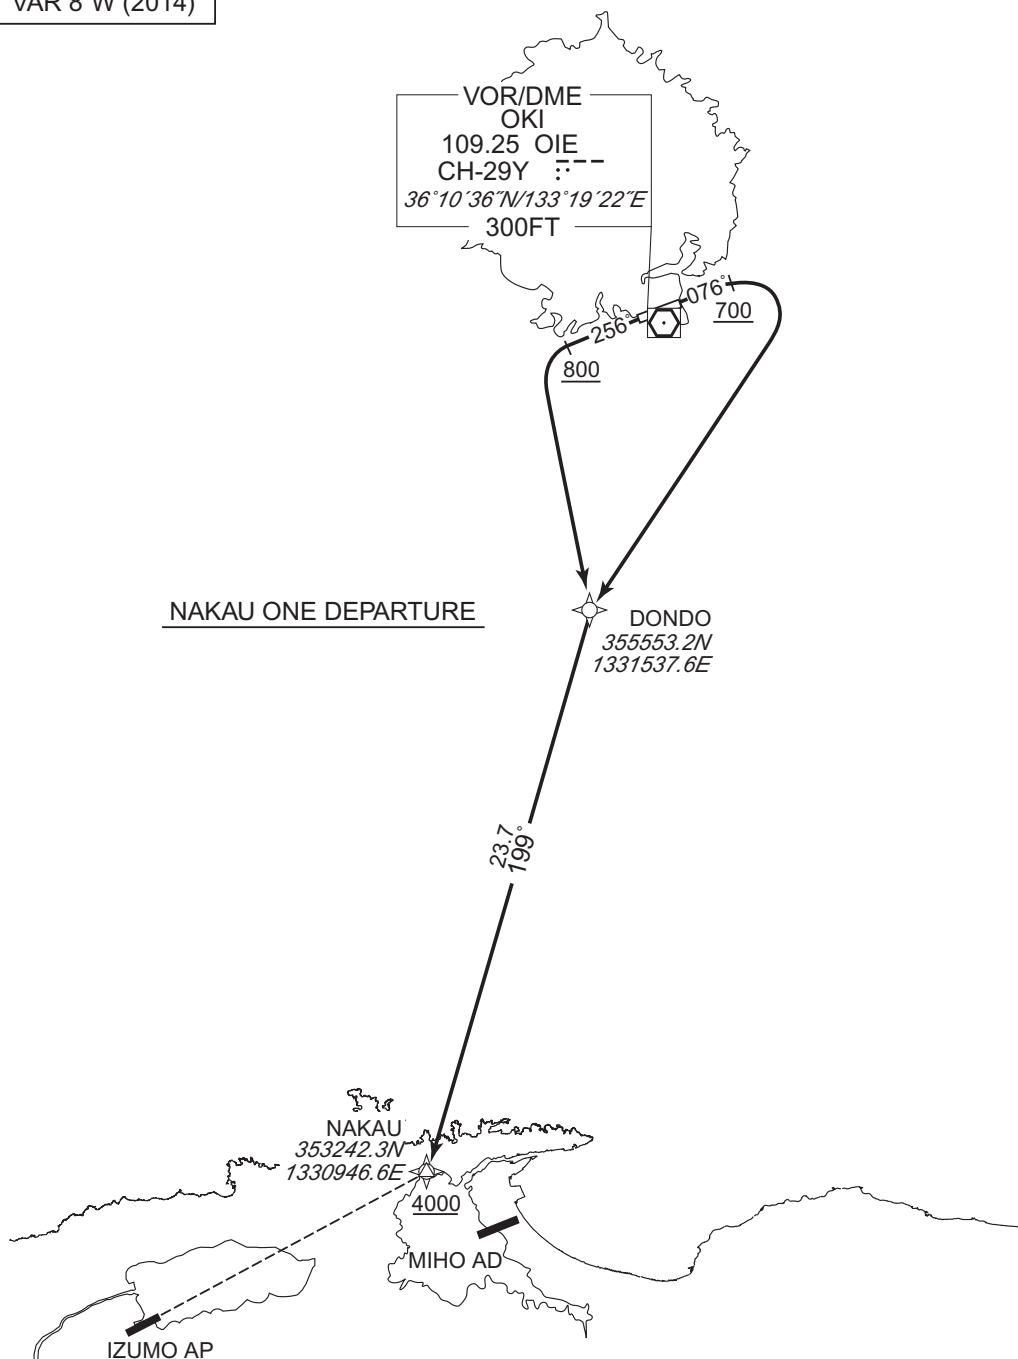 VAR 8°W (2014)
VOR/DME
OKI
109.25 OIE
CH-29Y
36°10´36˝N/133°19´22˝E
300FT
076°
700
256°
800
NAKAU ONE DEPARTURE
DONDO
355553.2N
1331537.6E
23.7
199°
NAKAU
353242.3N
1330946.6E
4000
MIHO AD
IZUMO AP